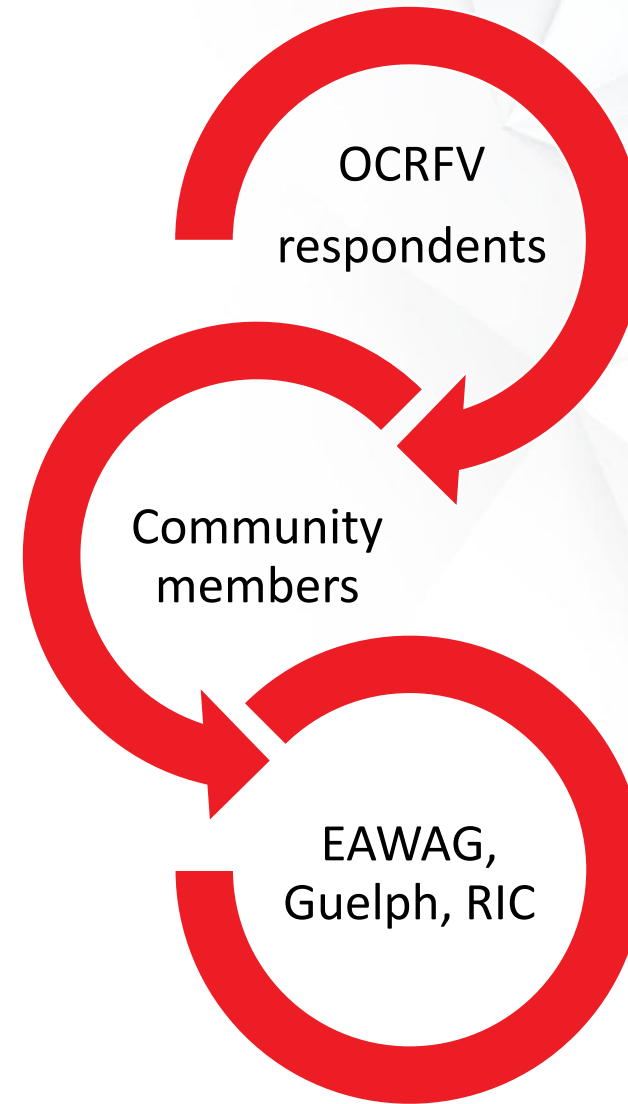 OCRFV
respondents
Community
members
EAWAG,
Guelph, RIC